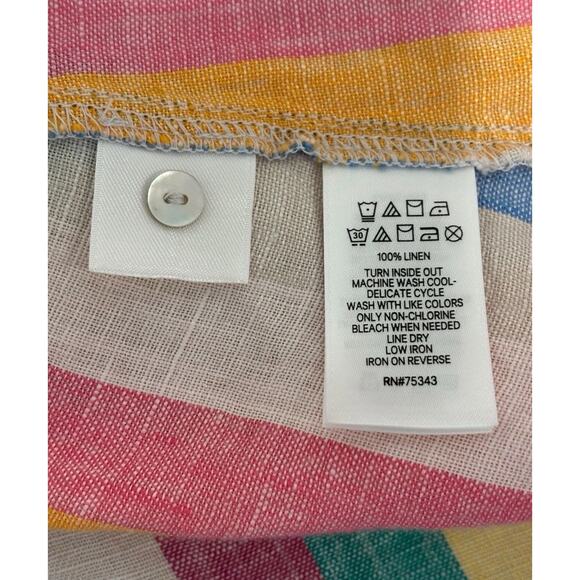 30
100% LINEN
TURN INSIDE OUT
MACHINE WASH COOL-
DELICATE CYCLE
WASH WITH LIKE COLORS
ONLY NON-CHLORINE
BLEACH WHEN NEEDED
LINE DRY
LOW IRON
IRON ON REVERSE
RN#75343